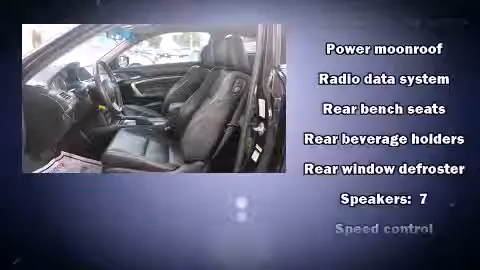 Power moonroof
Radio data system
Rear bench seats
Rear beverage holders
Rear window defroster
Speakers: 7
Speed control